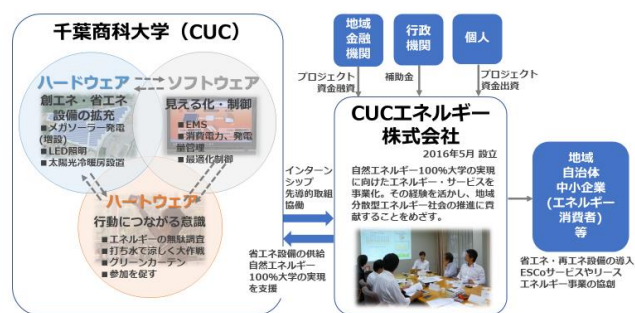 千葉商科大学（CUC）
ハードウェア
創エネ・省エネ
設備の拡充
■メガソーラー発電
(増設)
■LED照明
■太陽光冷暖房設置
ソフトウェア
見える化・制御
■EMS
■消費電力、発電
量管理
■最適化制御
ハートウェア
行動につながる意識
■エネルギーの無駄調査
■打ち水で涼しく大作戦
■グリーンカーテン
■参加を促す
インターン
シップ
先導的取組
協働
省エネ設備の供給
自然エネルギー
100%大学の実現
を支援
地域
金融
機関
行政
機関
個人
プロジェクト
資金融資
補助金
プロジェクト
資金出資
CUCエネルギー
株式会社
2016年5月 設立
自然エネルギー100%大学の実現
に向けたエネルギー・サービスを
事業化。その経験を活かし、地域
分散型エネルギー社会の推進に貢
献することをめざす。
地域
自治体
中小企業
(エネルギー
消費者)
等
省エネ・再エネ設備の導入
ESCoサービスやリース
エネルギー事業の協創